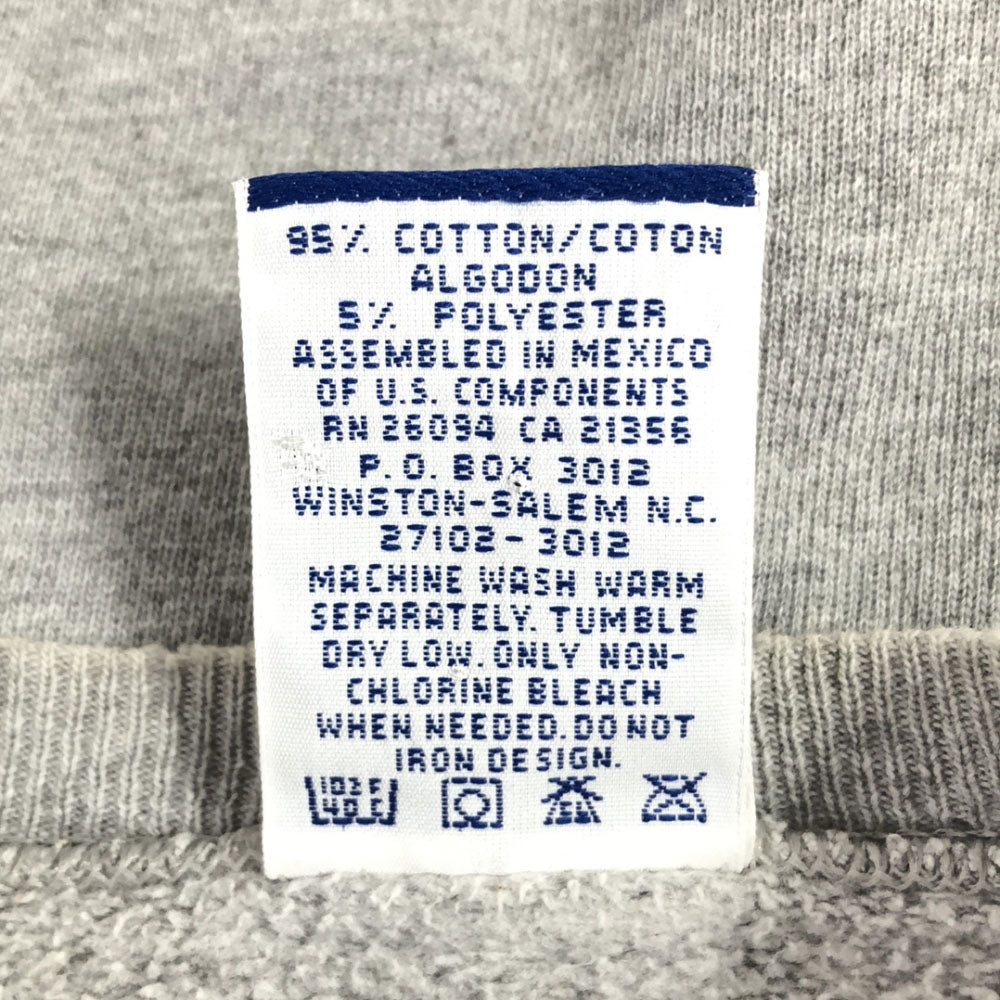 95% COTTON/COTON
ALGODON
5% POLYESTER
ASSEMBLED IN MEXICO
OF U.S. COMPONENTS
RN 26094 CA 21356
P.O. BOX 3012
WINSTON-SALEM N.C.
27102-3012
MACHINE WASH WARM
SEPARATELY. TUMBLE
DRY LOW. ONLY NON-
CHLORINE BLEACH
WHEN NEEDED. DO NOT
IRON DESIGN.